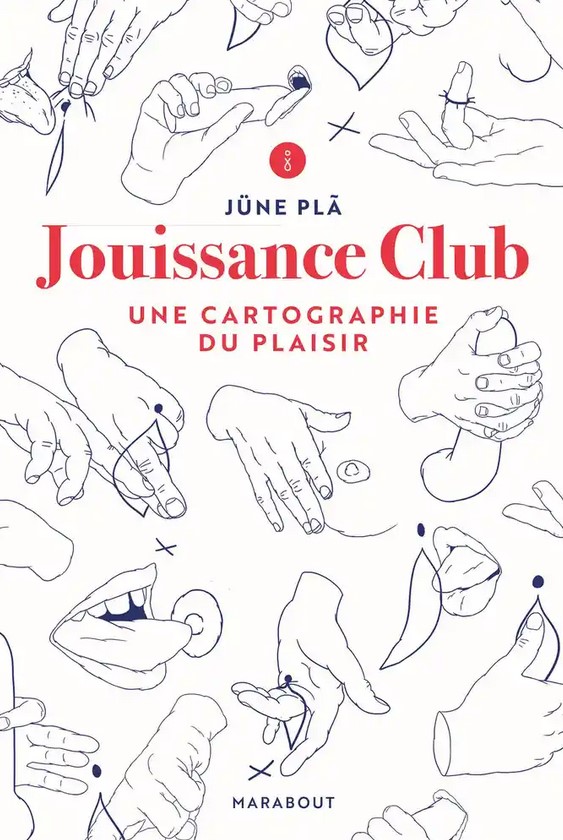 JÜNE PLÃ
Jouissance Club
UNE CARTOGRAPHIE
DU PLAISIR
MARABOUT